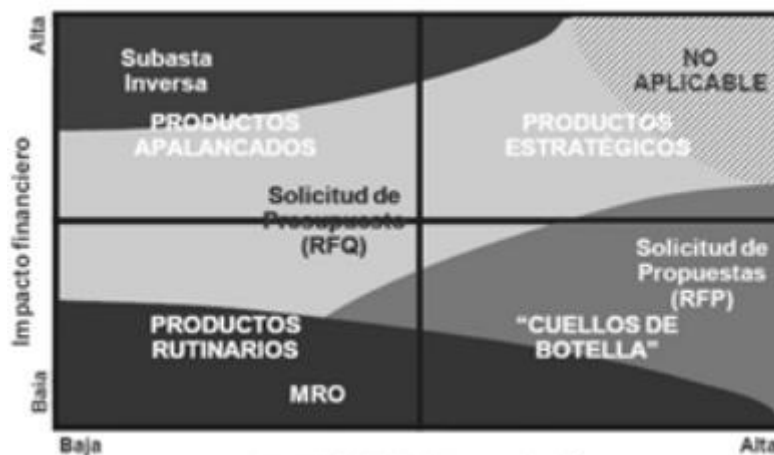 Alta
Subasta
Inversa
NO
APLICABLE
PRODUCTOS
APALANCADOS
PRODUCTOS
ESTRATÉGICOS
Impacto financiero
Solicitud de
Presupuesto
(RFQ)
Solicitud de
Propuestas
(RFP)
PRODUCTOS
RUTINARIOS
"CUELLOS DE
BOTELLA"
MRO
Baja
Baja
Alta